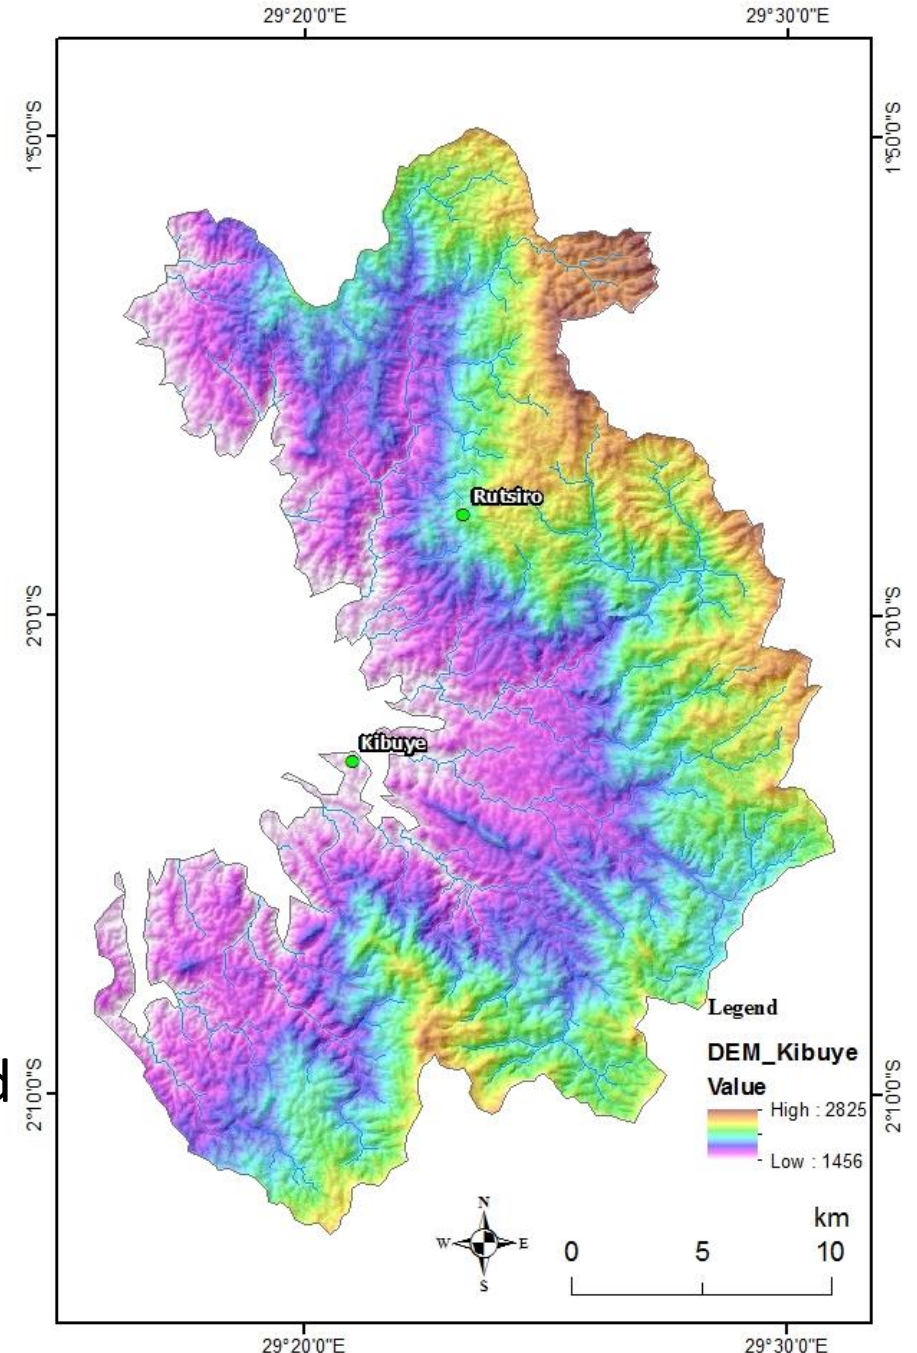 29°20'0"E
29°30'0"E
1°50'0"S
1°50'0"S
Rutsiro
2°0'0"S
2°0'0"S
Kibuye
Legend
DEM_Kibuye
Value
High : 2825
Low : 1456
d
2°10'0"S
2°10'0"S
N
W
E
S
km
0
5
10
29°20'0"E
29°30'0"E